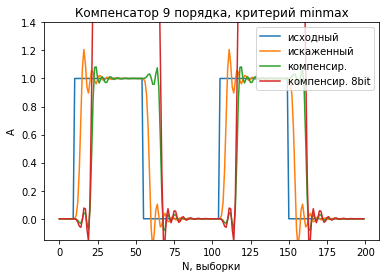 Компенсатор 9 порядка, критерий minmax
исходный
искаженный
компенсир.
компенсир. 8bit
A
1.4
1.2
1.0
0.8
0.6
0.4
0.2
0.0
0 25 50 75 100 125 150 175 200
N, выборки